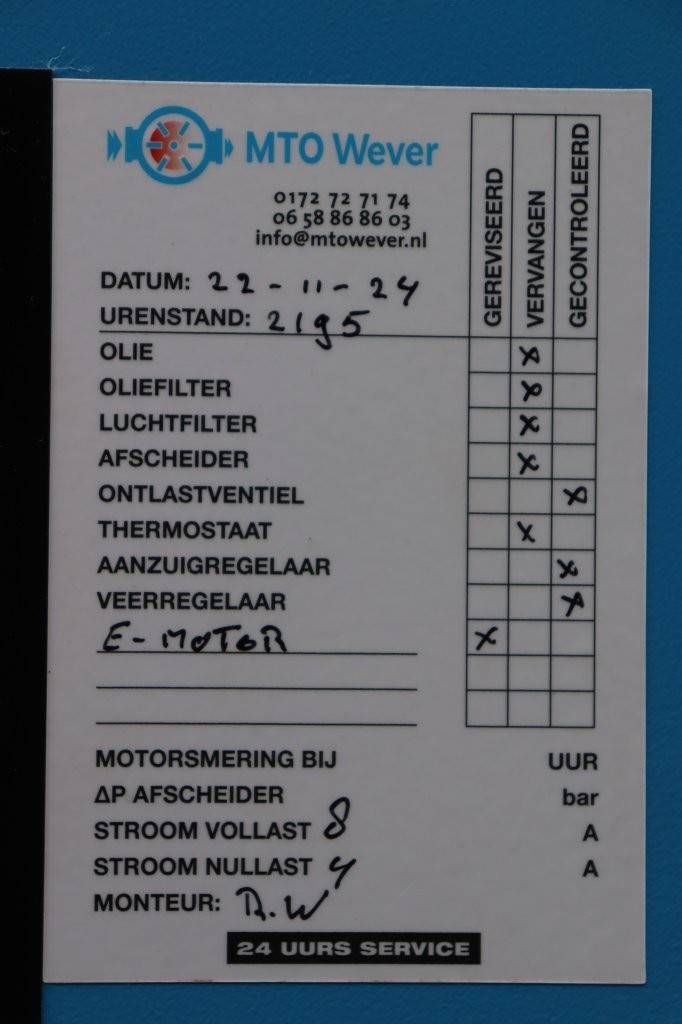 MTO Wever
0172 72 71 74
06 58 86 86 03
info@mtowever.nl
GEREVISEERD
VERVANGEN
GECONTROLEERD
DATUM: 22-11-24
URENSTAND: 2195
OLIE x
OLIEFILTER x
LUCHTFILTER x
AFSCHEIDER x
ONTLASTVENTIEL x
THERMOSTAAT x
AANZUIGREGELAAR x
VEERREGELAAR x
E-MOTOR x
MOTORSMERING BIJ UUR
ΔP AFSCHEIDER bar
STROOM VOLLAST 8 A
STROOM NULLAST 4 A
MONTEUR: R.W
24 UURS SERVICE